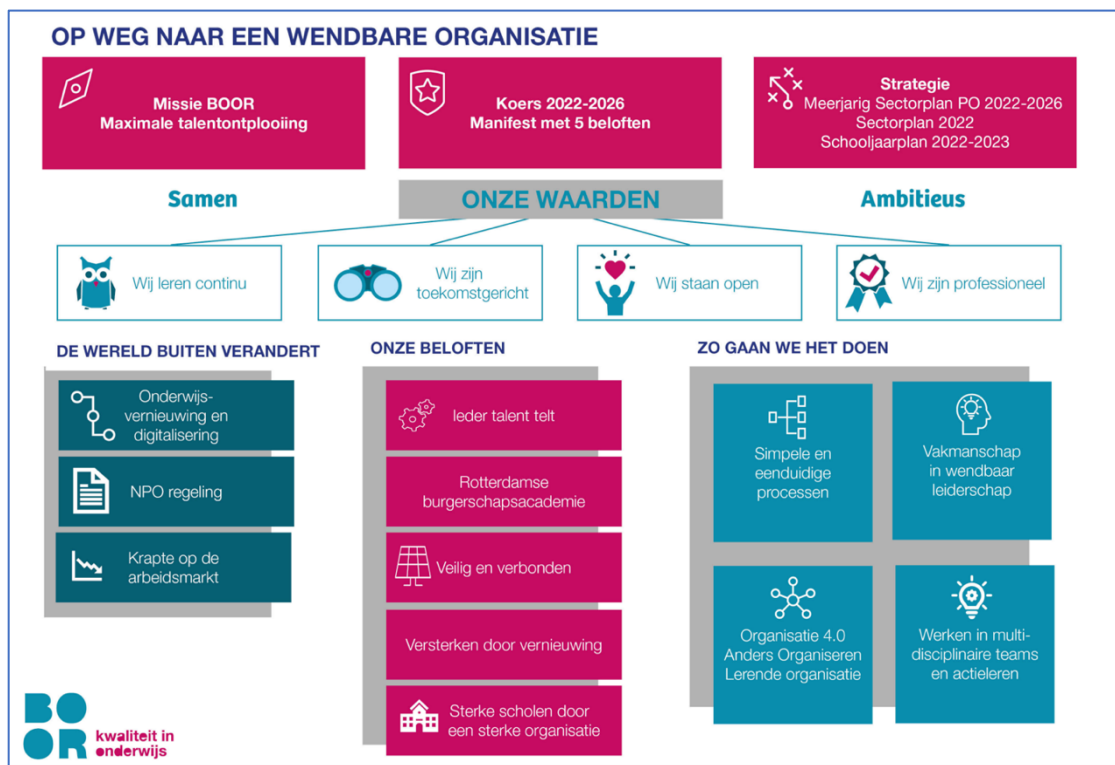 OP WEG NAAR EEN WENDBARE ORGANISATIE
Missie BOOR
Maximale talentontplooiing
Koers 2022-2026
Manifest met 5 beloften
Strategie
Meerjarig Sectorplan PO 2022-2026
Sectorplan 2022
Schooljaarplan 2022-2023
Samen
ONZE WAARDEN
Ambitieus
Wij leren continu
Wij zijn
toekomstgericht
Wij staan open
Wij zijn professioneel
DE WERELD BUITEN VERANDERT
Onderwijs-
vernieuwing en
digitalisering
NPO regeling
Krapte op de
arbeidsmarkt
ONZE BELOFTEN
Ieder talent telt
Rotterdamse
burgerschapsacademie
Veilig en verbonden
Versterken door vernieuwing
Sterke scholen door
een sterke organisatie
ZO GAAN WE HET DOEN
Simpele en
eenduidige
processen
Vakmanschap
in wendbaar
leiderschap
Organisatie 4.0
Anders Organiseren
Lerende organisatie
Werken in multi-
disciplinaire teams
en actieleren
BO
OR
kwaliteit in
onderwijs